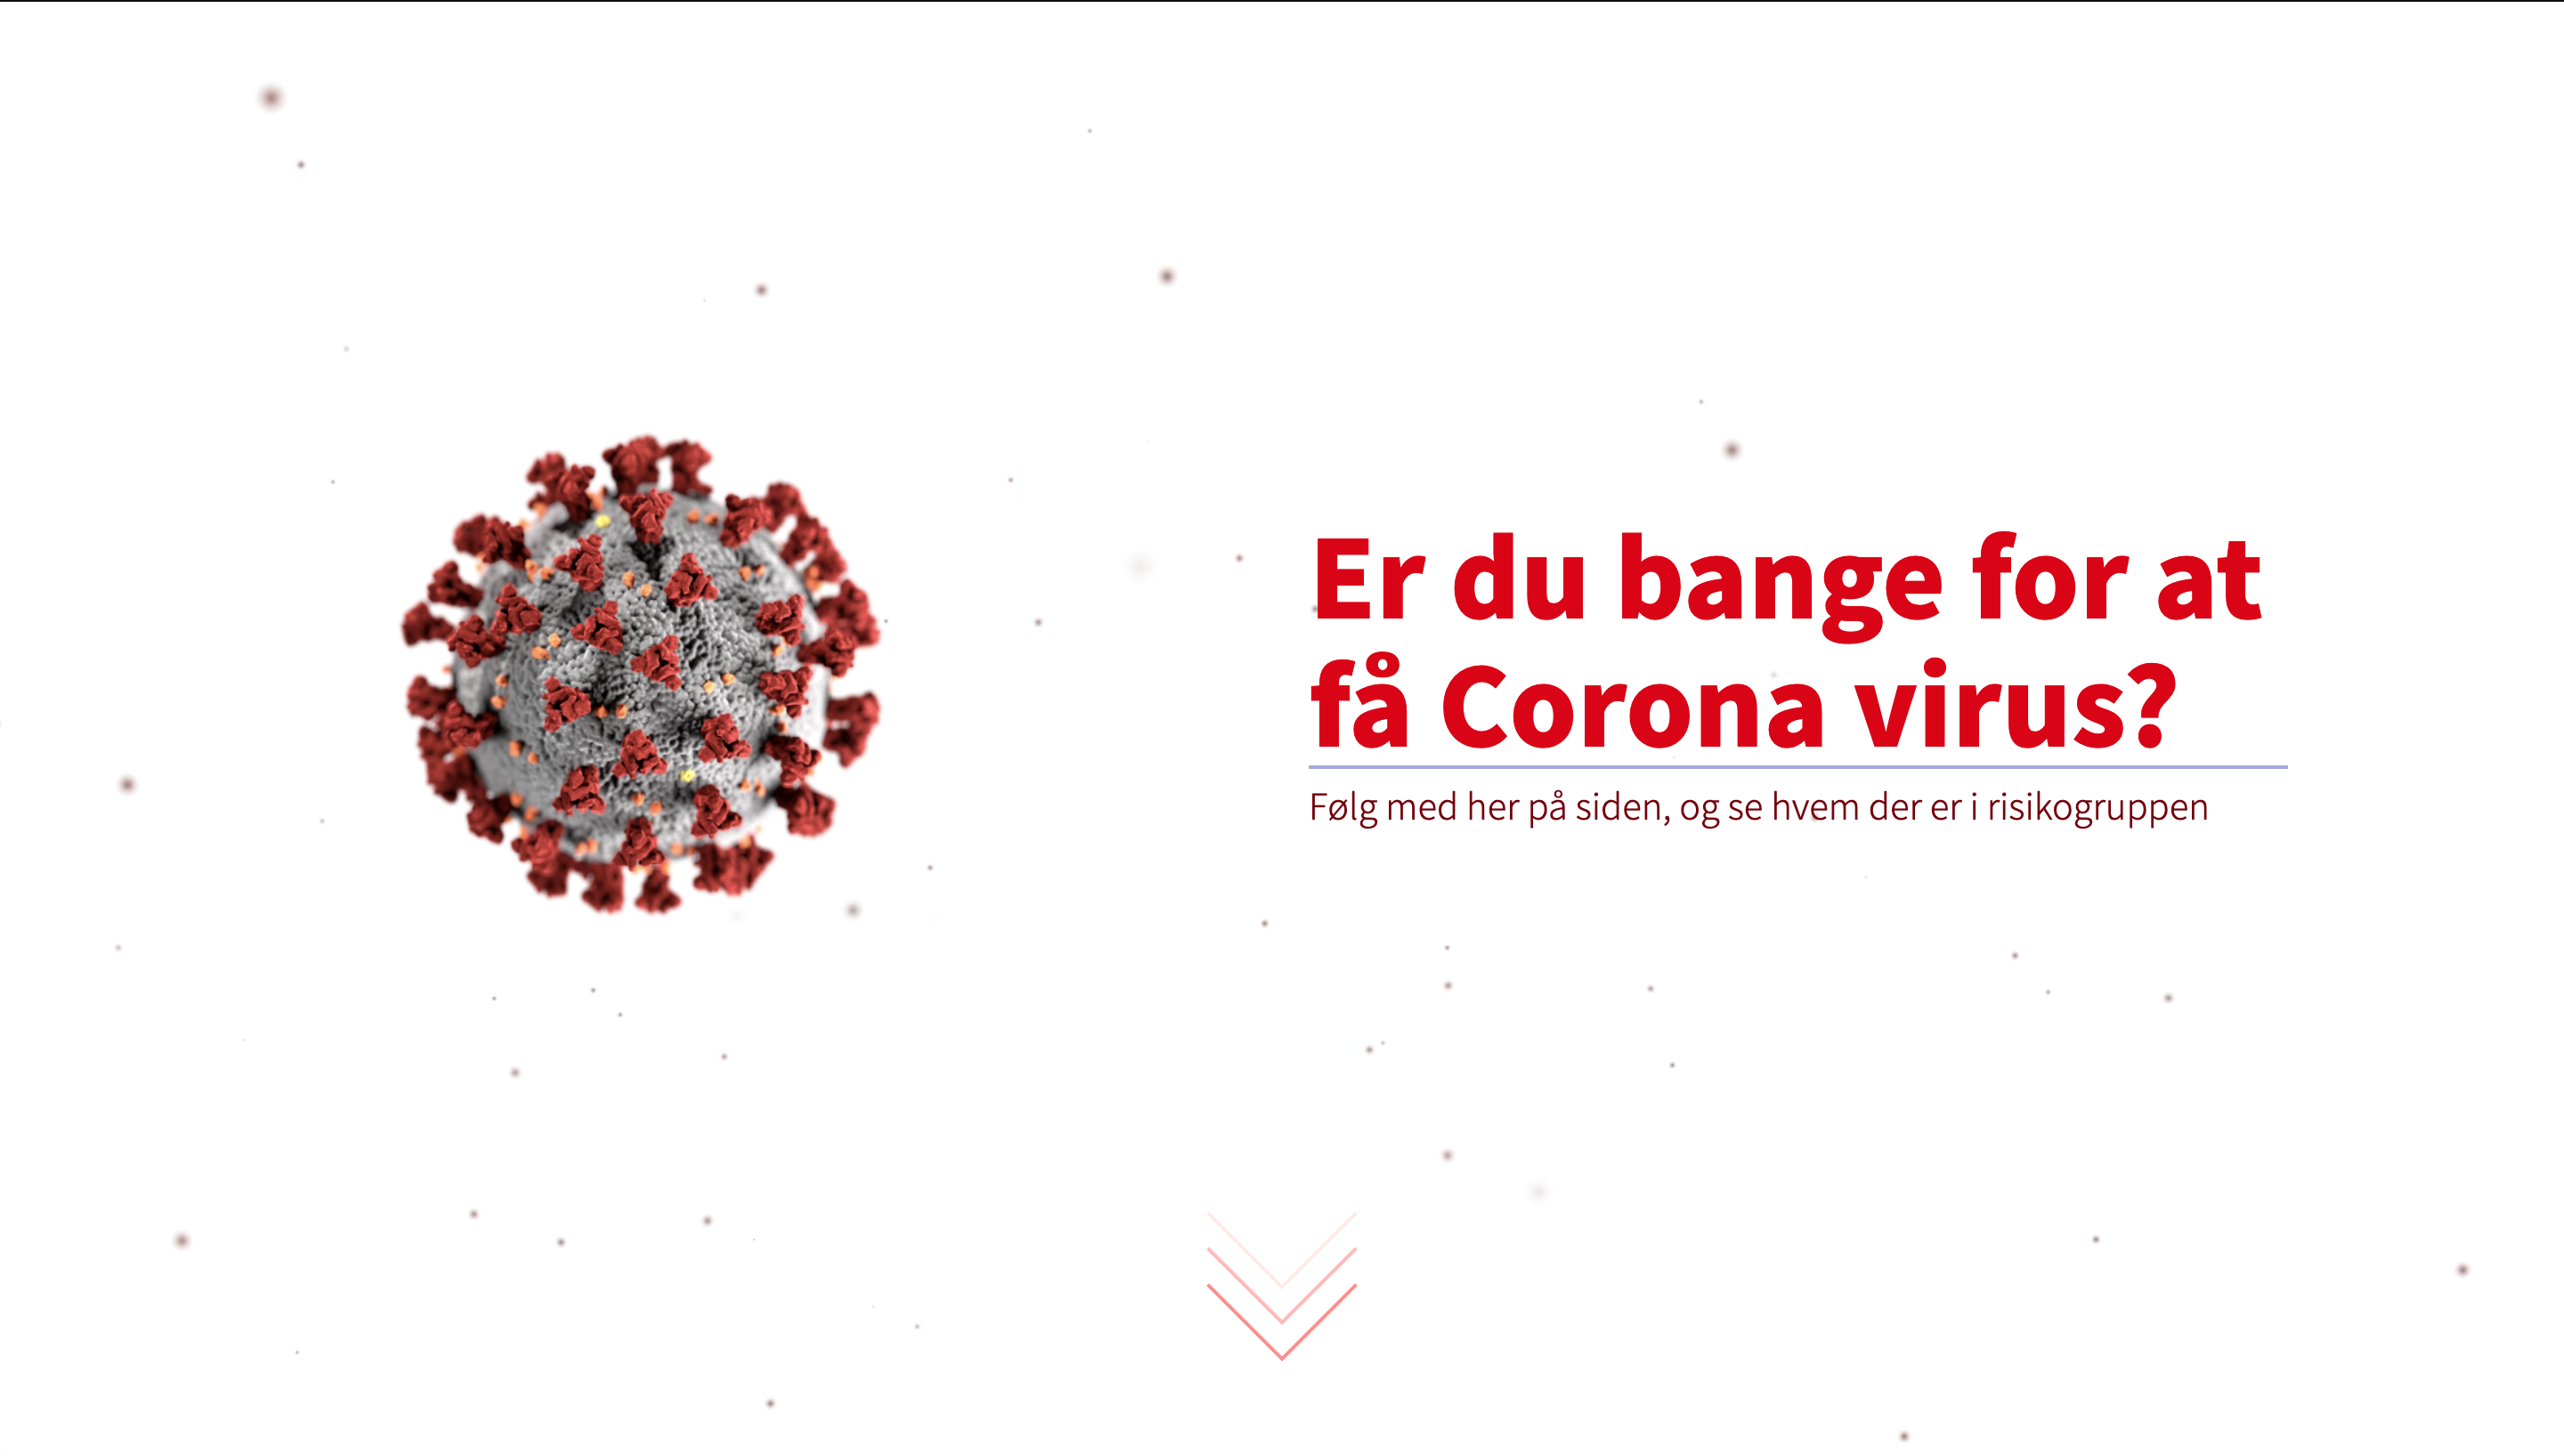 Er du bange for at
få Corona virus?
Følg med her på siden, og se hvem der er i risikogruppen